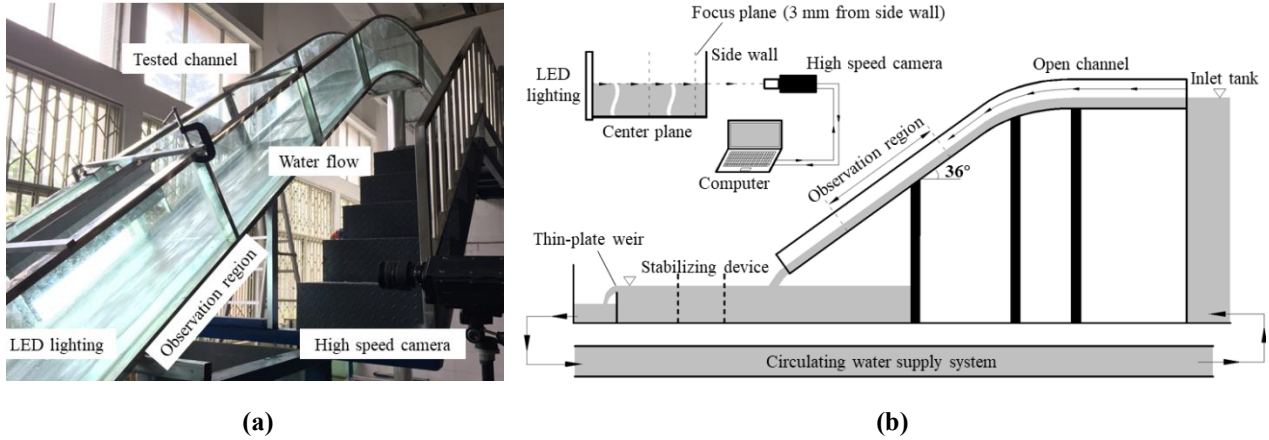 Tested channel
Water flow
Observation region
LED lighting
High speed camera
(a)
Focus plane (3 mm from side wall)
Side wall
LED
lighting
High speed camera
Center plane
Computer
Open channel
Inlet tank
Observation region
36°
Thin-plate weir
Stabilizing device
Circulating water supply system
(b)